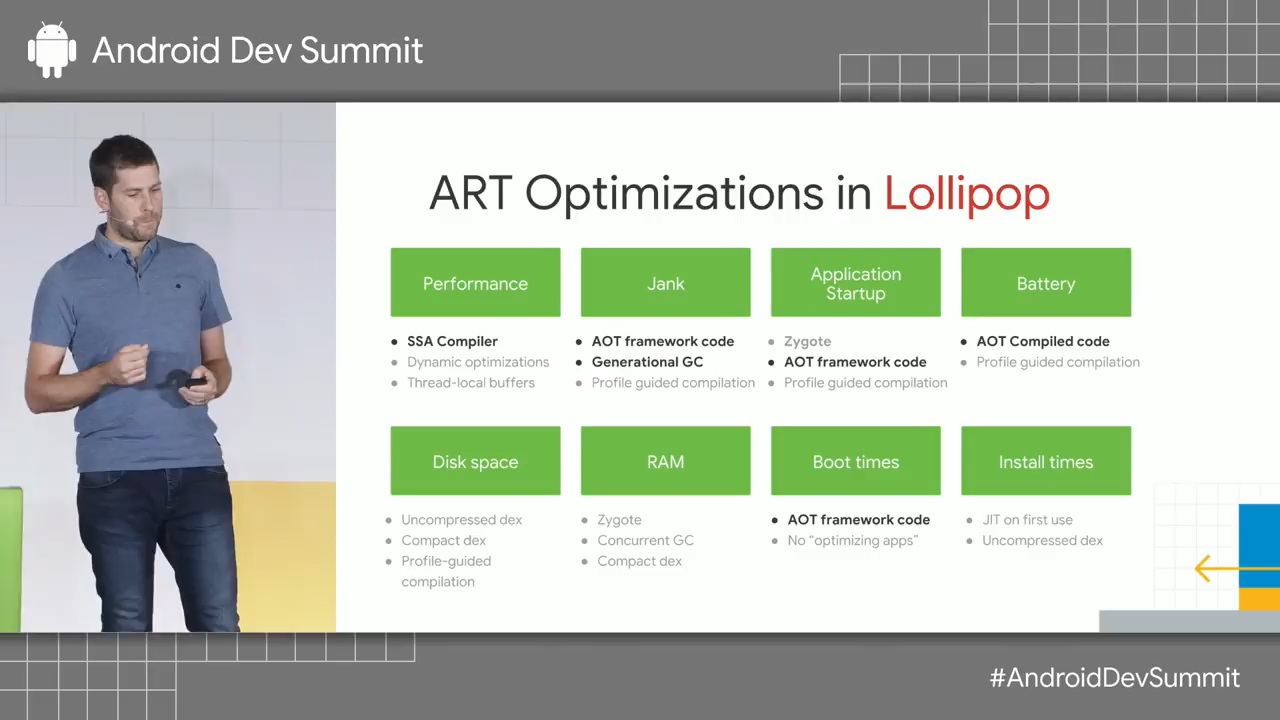 Android Dev Summit
ART Optimizations in Lollipop
Performance
• SSA Compiler
• Dynamic optimizations
• Thread-local buffers
Jank
• AOT framework code
• Generational GC
• Profile guided compilation
Application
Startup
• Zygote
• AOT framework code
• Profile guided compilation
Battery
• AOT Compiled code
• Profile guided compilation
Disk space
• Uncompressed dex
• Compact dex
• Profile-guided
compilation
RAM
• Zygote
• Concurrent GC
• Compact dex
Boot times
• AOT framework code
• No “optimizing apps”
Install times
• JIT on first use
• Uncompressed dex
#AndroidDevSummit